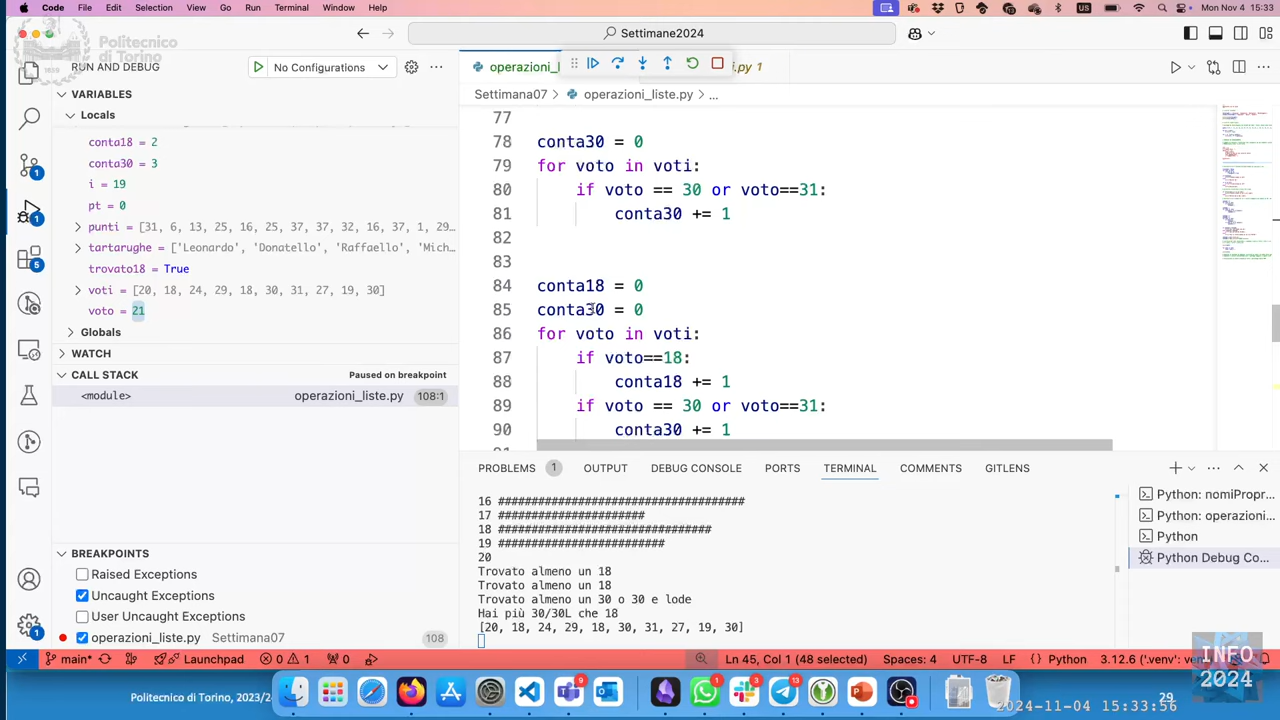 Code File Edit Selection View Go Run Terminal Window Help Mon Nov 4 15:33
Politecnico
di Torino
Settimane2024
RUN AND DEBUG
No Configurations
operazioni_
i.py 1
Settimana07 > operazioni_liste.py > ...
VARIABLES
Locals
conta18 = 2
conta30 = 3
i = 19
pt = 0
punti = [31, 6, 13, 25, 16, 25, 37, 37, 32, 16, 37, 1, 29…
tartarughe = ['Leonardo', 'Donatello', 'Raffaello', 'Mich…
trovato18 = True
voti = [20, 18, 24, 29, 18, 30, 31, 27, 19, 30]
voto = 21
Globals
WATCH
CALL STACK Paused on breakpoint
<module> operazioni_liste.py 108:1
BREAKPOINTS
Raised Exceptions
Uncaught Exceptions
User Uncaught Exceptions
operazioni_liste.py Settimana07 108
77
78 conta30 = 0
79 for voto in voti:
80 if voto == 30 or voto==31:
81 conta30 += 1
82
83
84 conta18 = 0
85 conta30 = 0
86 for voto in voti:
87 if voto==18:
88 conta18 += 1
89 if voto == 30 or voto==31:
90 conta30 += 1
PROBLEMS 1 OUTPUT DEBUG CONSOLE PORTS TERMINAL COMMENTS GITLENS
16 #####################################
17 ######################
18 ################################
19 #########################
20
Trovato almeno un 18
Trovato almeno un 18
Trovato almeno un 30 o 30 e lode
Hai più 30/30L che 18
[20, 18, 24, 29, 18, 30, 31, 27, 19, 30]
Python: nomiPropr...
Python: operazioni...
Python
Python Debug Co...
main* Launchpad 0 1 0 Ln 45, Col 1 (48 selected) Spaces: 4 UTF-8 LF Python 3.12.6 ('.venv': ven
Politecnico di Torino, 2023/2
29
INFO
2024
2024-11-04 15:33:56